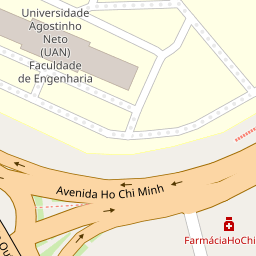 Universidade
Agostinho
Neto
(UAN)
Faculdade
de Engenharia
Avenida Ho Chi Minh
FarmáciaHoChi